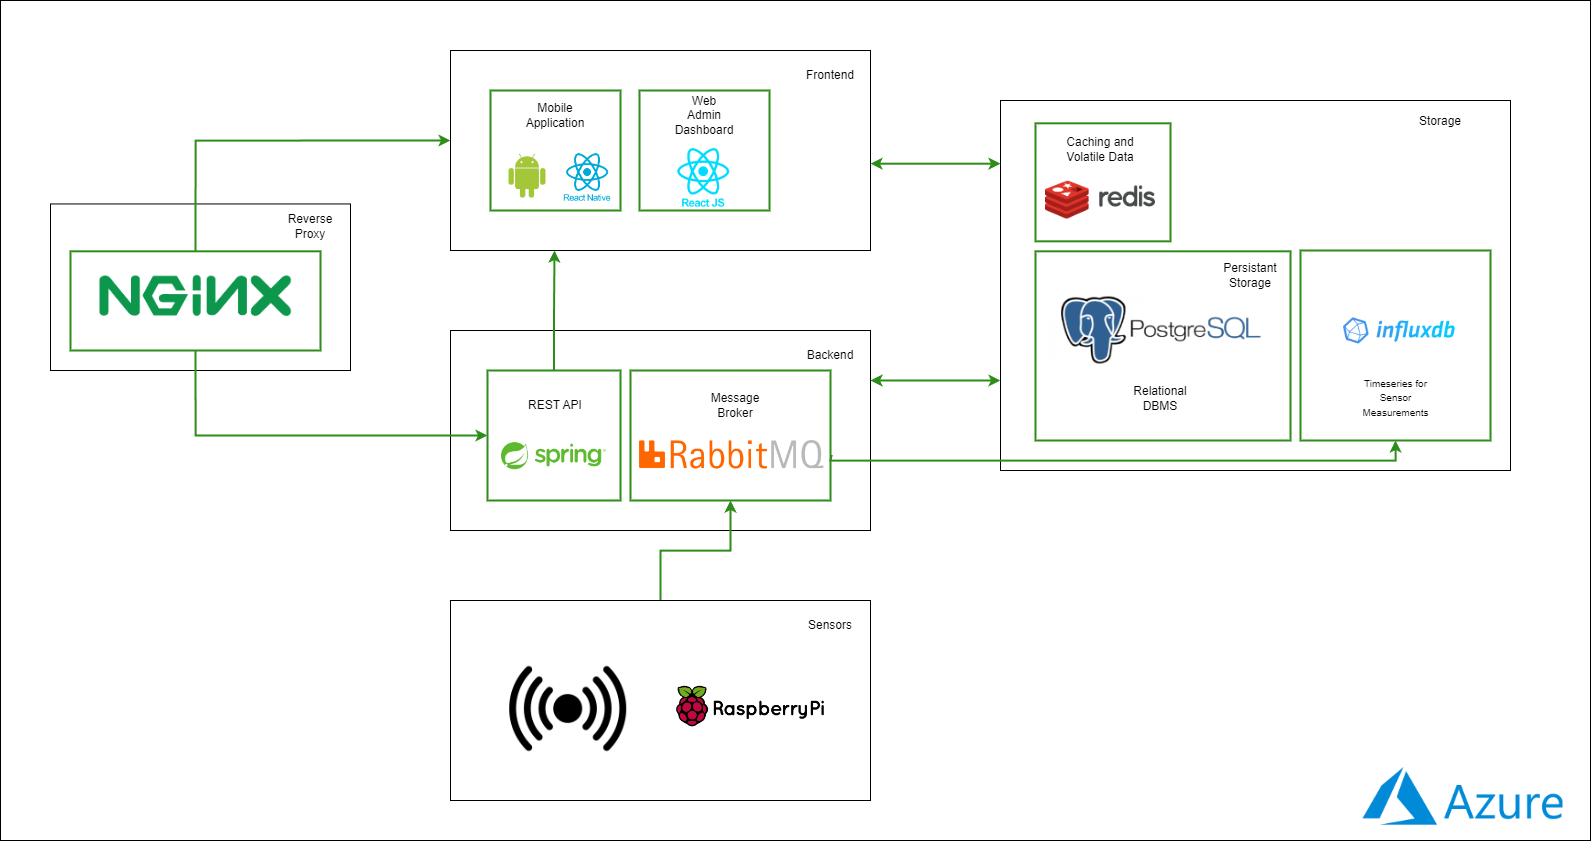 Frontend
Mobile
Application
React Native
Web
Admin
Dashboard
React JS
Storage
Caching and
Volatile Data
redis
Reverse
Proxy
NGINX
Persistant
Storage
PostgreSQL
Relational
DBMS
influxdb
Timeseries for
Sensor
Measurements
Backend
REST API
spring
Message
Broker
RabbitMQ
Sensors
RaspberryPi
Azure